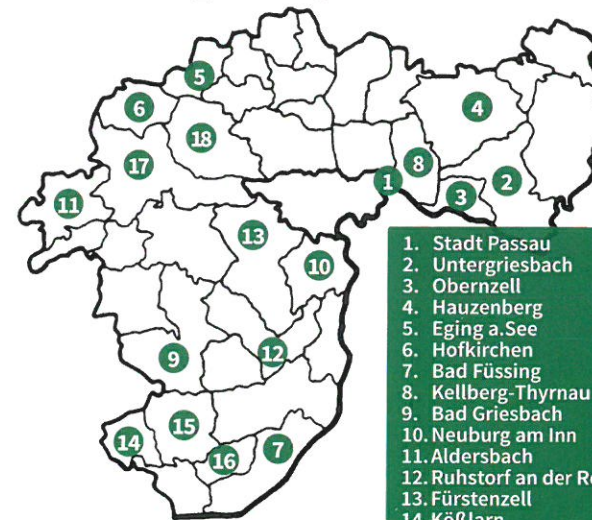 5
6
18
4
17
8
1
2
11
3
13
10
12
9
15
14
16
7
1. Stadt Passau
2. Untergriesbach
3. Obernzell
4. Hauzenberg
5. Eging a.See
6. Hofkirchen
7. Bad Füssing
8. Kellberg-Thyrnau
9. Bad Griesbach
10. Neuburg am Inn
11. Aldersbach
12. Ruhstorf an der
13. Fürstenzell
14. Kößlarn